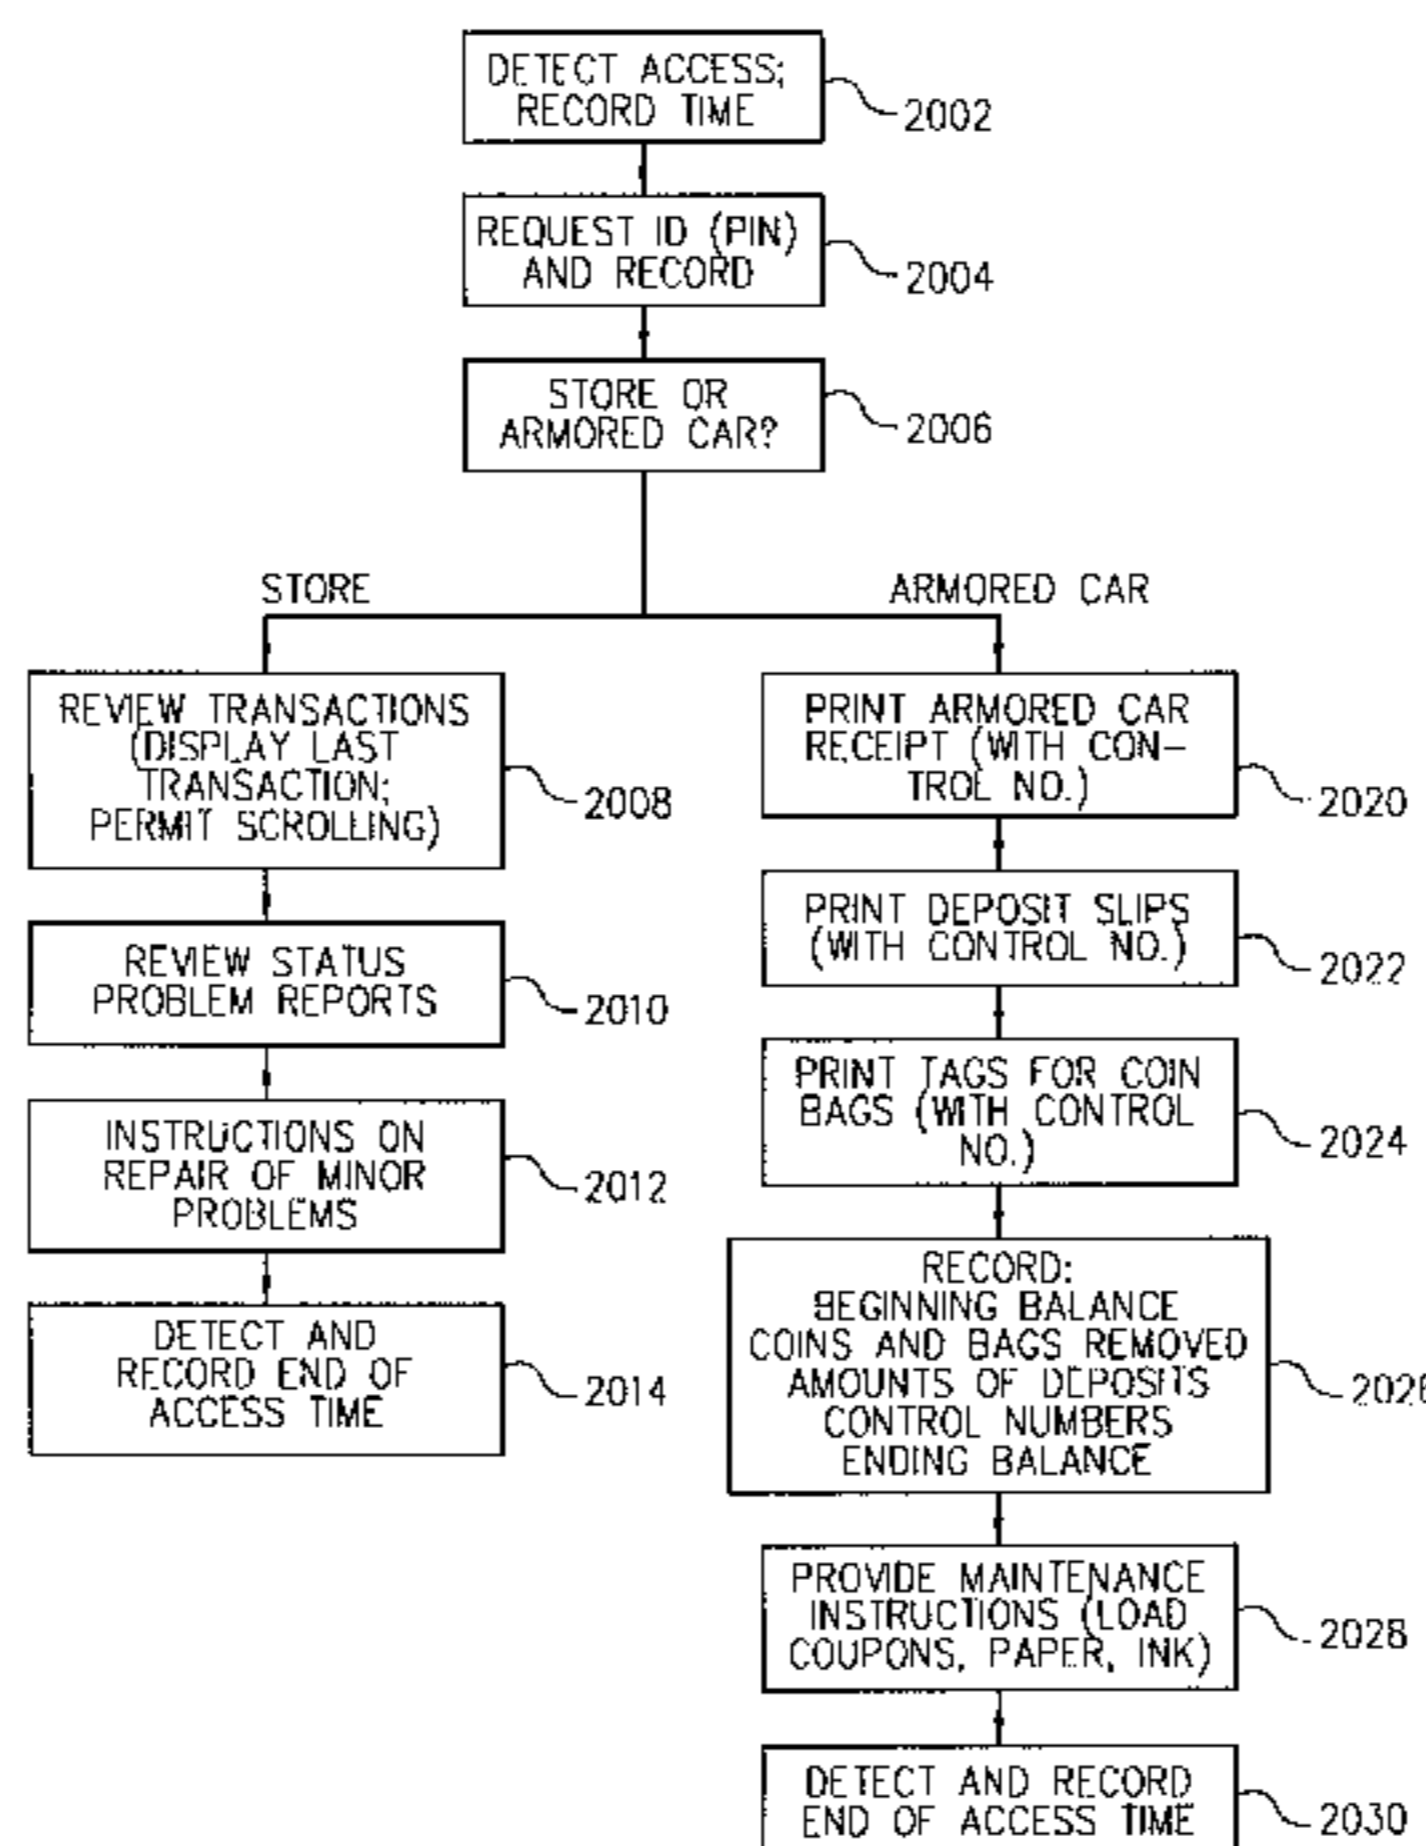 DETECT ACCESS;
RECORD TIME
2002
REQUEST ID (PIN)
AND RECORD
2004
STORE OR
ARMORED CAR?
2006
STORE
REVIEW TRANSACTIONS
(DISPLAY LAST
TRANSACTION;
PERMIT SCROLLING)
2008
REVIEW STATUS
PROBLEM REPORTS
2010
INSTRUCTIONS ON
REPAIR OF MINOR
PROBLEMS
2012
DETECT AND
RECORD END OF
ACCESS TIME
2014
ARMORED CAR
PRINT ARMORED CAR
RECEIPT (WITH CON-
TROL NO.)
2020
PRINT DEPOSIT SLIPS
(WITH CONTROL NO.)
2022
PRINT TAGS FOR COIN
BAGS (WITH CONTROL
NO.)
2024
RECORD:
BEGINNING BALANCE
COINS AND BAGS REMOVED
AMOUNTS OF DEPOSITS
CONTROL NUMBERS
ENDING BALANCE
2026
PROVIDE MAINTENANCE
INSTRUCTIONS (LOAD
COUPONS, PAPER, INK)
2028
DETECT AND RECORD
END OF ACCESS TIME
2030